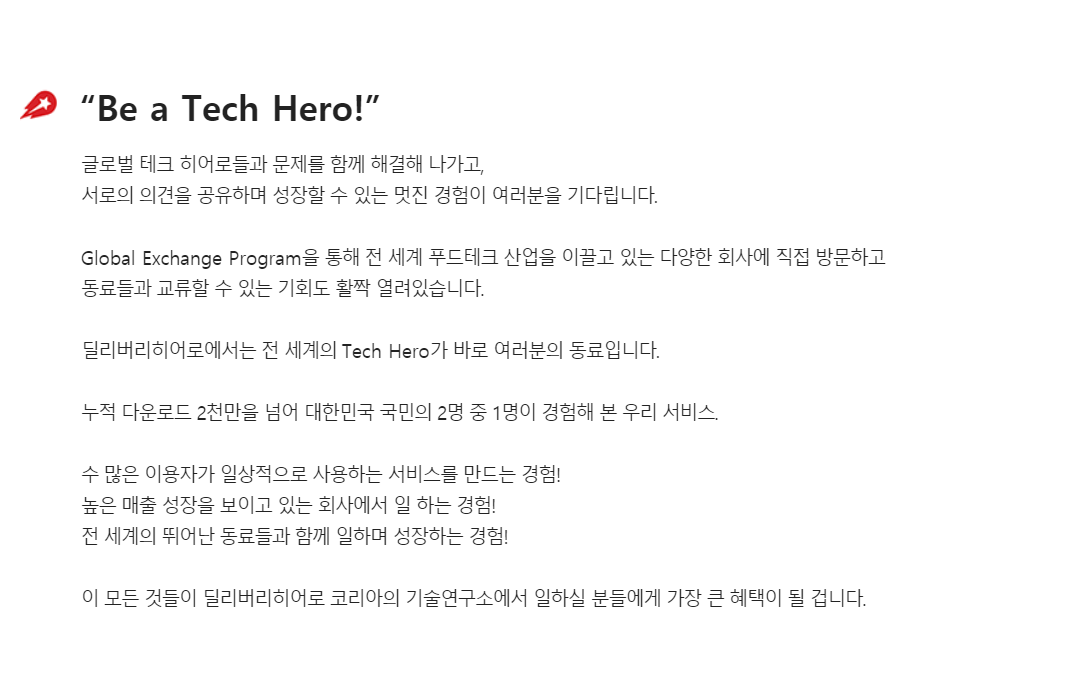 “Be a Tech Hero!”
글로벌 테크 히어로들과 문제를 함께 해결해 나가고,
서로의 의견을 공유하며 성장할 수 있는 멋진 경험이 여러분을 기다립니다.
Global Exchange Program을 통해 전 세계 푸드테크 산업을 이끌고 있는 다양한 회사에 직접 방문하고
동료들과 교류할 수 있는 기회도 활짝 열려있습니다.
딜리버리히어로에서는 전 세계의 Tech Hero가 바로 여러분의 동료입니다.
누적 다운로드 2천만을 넘어 대한민국 국민의 2명 중 1명이 경험해 본 우리 서비스.
수 많은 이용자가 일상적으로 사용하는 서비스를 만드는 경험!
높은 매출 성장을 보이고 있는 회사에서 일 하는 경험!
전 세계의 뛰어난 동료들과 함께 일하며 성장하는 경험!
이 모든 것들이 딜리버리히어로 코리아의 기술연구소에서 일하실 분들에게 가장 큰 혜택이 될 겁니다.